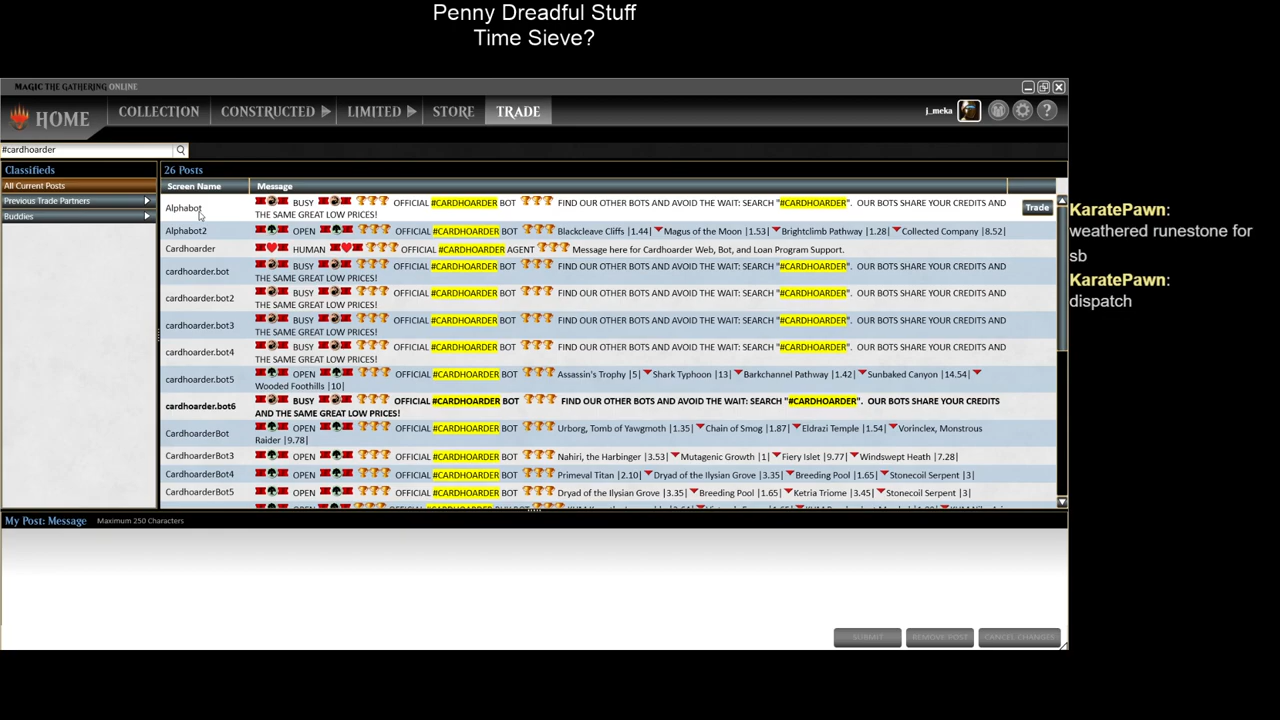 Penny Dreadful Stuff
Time Sieve?
MAGIC THE GATHERING ONLINE
HOME
COLLECTION
CONSTRUCTED
LIMITED
STORE
TRADE
j_meka
#cardhoarder
Classifieds
26 Posts
All Current Posts
Screen Name
Message
Previous Trade Partners
Buddies
Alphabot
BUSY OFFICIAL #CARDHOARDER BOT FIND OUR OTHER BOTS AND AVOID THE WAIT: SEARCH "#CARDHOARDER". OUR BOTS SHARE YOUR CREDITS AND
THE SAME GREAT LOW PRICES!
Trade
Alphabot2
OPEN OFFICIAL #CARDHOARDER BOT Blackcleave Cliffs |1.44| Magus of the Moon |1.53| Brightclimb Pathway |1.28| Collected Company |8.52|
Cardhoarder
HUMAN OFFICIAL #CARDHOARDER AGENT Message here for Cardhoarder Web, Bot, and Loan Program Support.
cardhoarder.bot
BUSY OFFICIAL #CARDHOARDER BOT FIND OUR OTHER BOTS AND AVOID THE WAIT: SEARCH "#CARDHOARDER". OUR BOTS SHARE YOUR CREDITS AND
THE SAME GREAT LOW PRICES!
cardhoarder.bot2
BUSY OFFICIAL #CARDHOARDER BOT FIND OUR OTHER BOTS AND AVOID THE WAIT: SEARCH "#CARDHOARDER". OUR BOTS SHARE YOUR CREDITS AND
THE SAME GREAT LOW PRICES!
cardhoarder.bot3
BUSY OFFICIAL #CARDHOARDER BOT FIND OUR OTHER BOTS AND AVOID THE WAIT: SEARCH "#CARDHOARDER". OUR BOTS SHARE YOUR CREDITS AND
THE SAME GREAT LOW PRICES!
cardhoarder.bot4
BUSY OFFICIAL #CARDHOARDER BOT FIND OUR OTHER BOTS AND AVOID THE WAIT: SEARCH "#CARDHOARDER". OUR BOTS SHARE YOUR CREDITS AND
THE SAME GREAT LOW PRICES!
cardhoarder.bot5
OPEN OFFICIAL #CARDHOARDER BOT Assassin's Trophy |5| Shark Typhoon |13| Barkchannel Pathway |1.42| Sunbaked Canyon |14.54|
Wooded Foothills |10|
cardhoarder.bot6
BUSY OFFICIAL #CARDHOARDER BOT FIND OUR OTHER BOTS AND AVOID THE WAIT: SEARCH "#CARDHOARDER". OUR BOTS SHARE YOUR CREDITS
AND THE SAME GREAT LOW PRICES!
CardhoarderBot
OPEN OFFICIAL #CARDHOARDER BOT Urborg, Tomb of Yawgmoth |1.35| Chain of Smog |1.87| Eldrazi Temple |1.54| Vorinclex, Monstrous
Raider |9.78|
CardhoarderBot3
OPEN OFFICIAL #CARDHOARDER BOT Nahiri, the Harbinger |3.53| Mutagenic Growth |1| Fiery Islet |9.77| Windswept Heath |7.28|
CardhoarderBot4
OPEN OFFICIAL #CARDHOARDER BOT Primeval Titan |2.10| Dryad of the Ilysian Grove |3.35| Breeding Pool |1.65| Stonecoil Serpent |3|
CardhoarderBot5
OPEN OFFICIAL #CARDHOARDER BOT Dryad of the Ilysian Grove |3.35| Breeding Pool |1.65| Ketria Triome |3.45| Stonecoil Serpent |3|
My Post: Message
Maximum 250 Characters
SUBMIT
REMOVE POST
CANCEL CHANGES
KaratePawn:
weathered runestone for
sb
KaratePawn:
dispatch